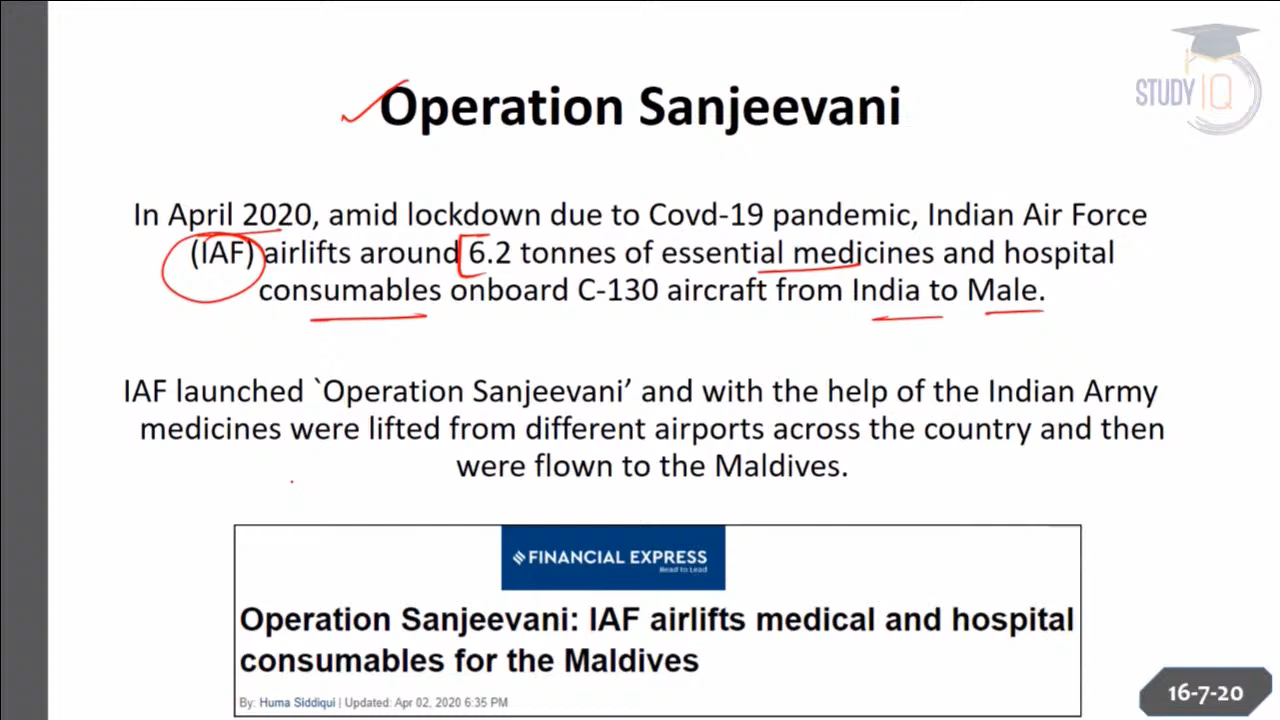 STUDY IQ
Operation Sanjeevani
In April 2020, amid lockdown due to Covd-19 pandemic, Indian Air Force
(IAF) airlifts around 6.2 tonnes of essential medicines and hospital
consumables onboard C-130 aircraft from India to Male.
IAF launched `Operation Sanjeevani’ and with the help of the Indian Army
medicines were lifted from different airports across the country and then
were flown to the Maldives.
FINANCIAL EXPRESS
Read to Lead
Operation Sanjeevani: IAF airlifts medical and hospital
consumables for the Maldives
By: Huma Siddiqui | Updated: Apr 02, 2020 6:35 PM
16-7-20